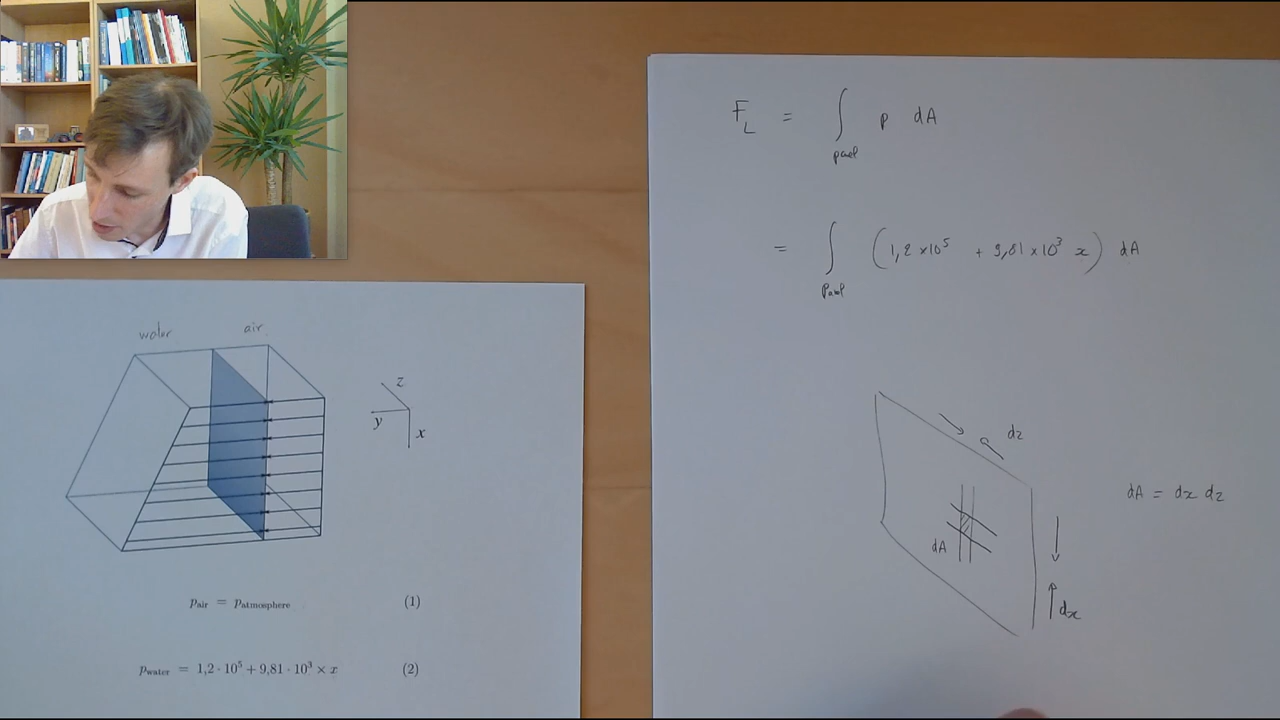 water air
z
y
x
p_air = p_atmosphere (1)
p_water = 1,2 · 10^5 + 9,81 · 10^3 × x (2)
F_L = ∫ p dA
panel
= ∫ (1,2 ×10^5 + 9,81 ×10^3 x) dA
Panel
dz
dA = dx dz
dA
dx